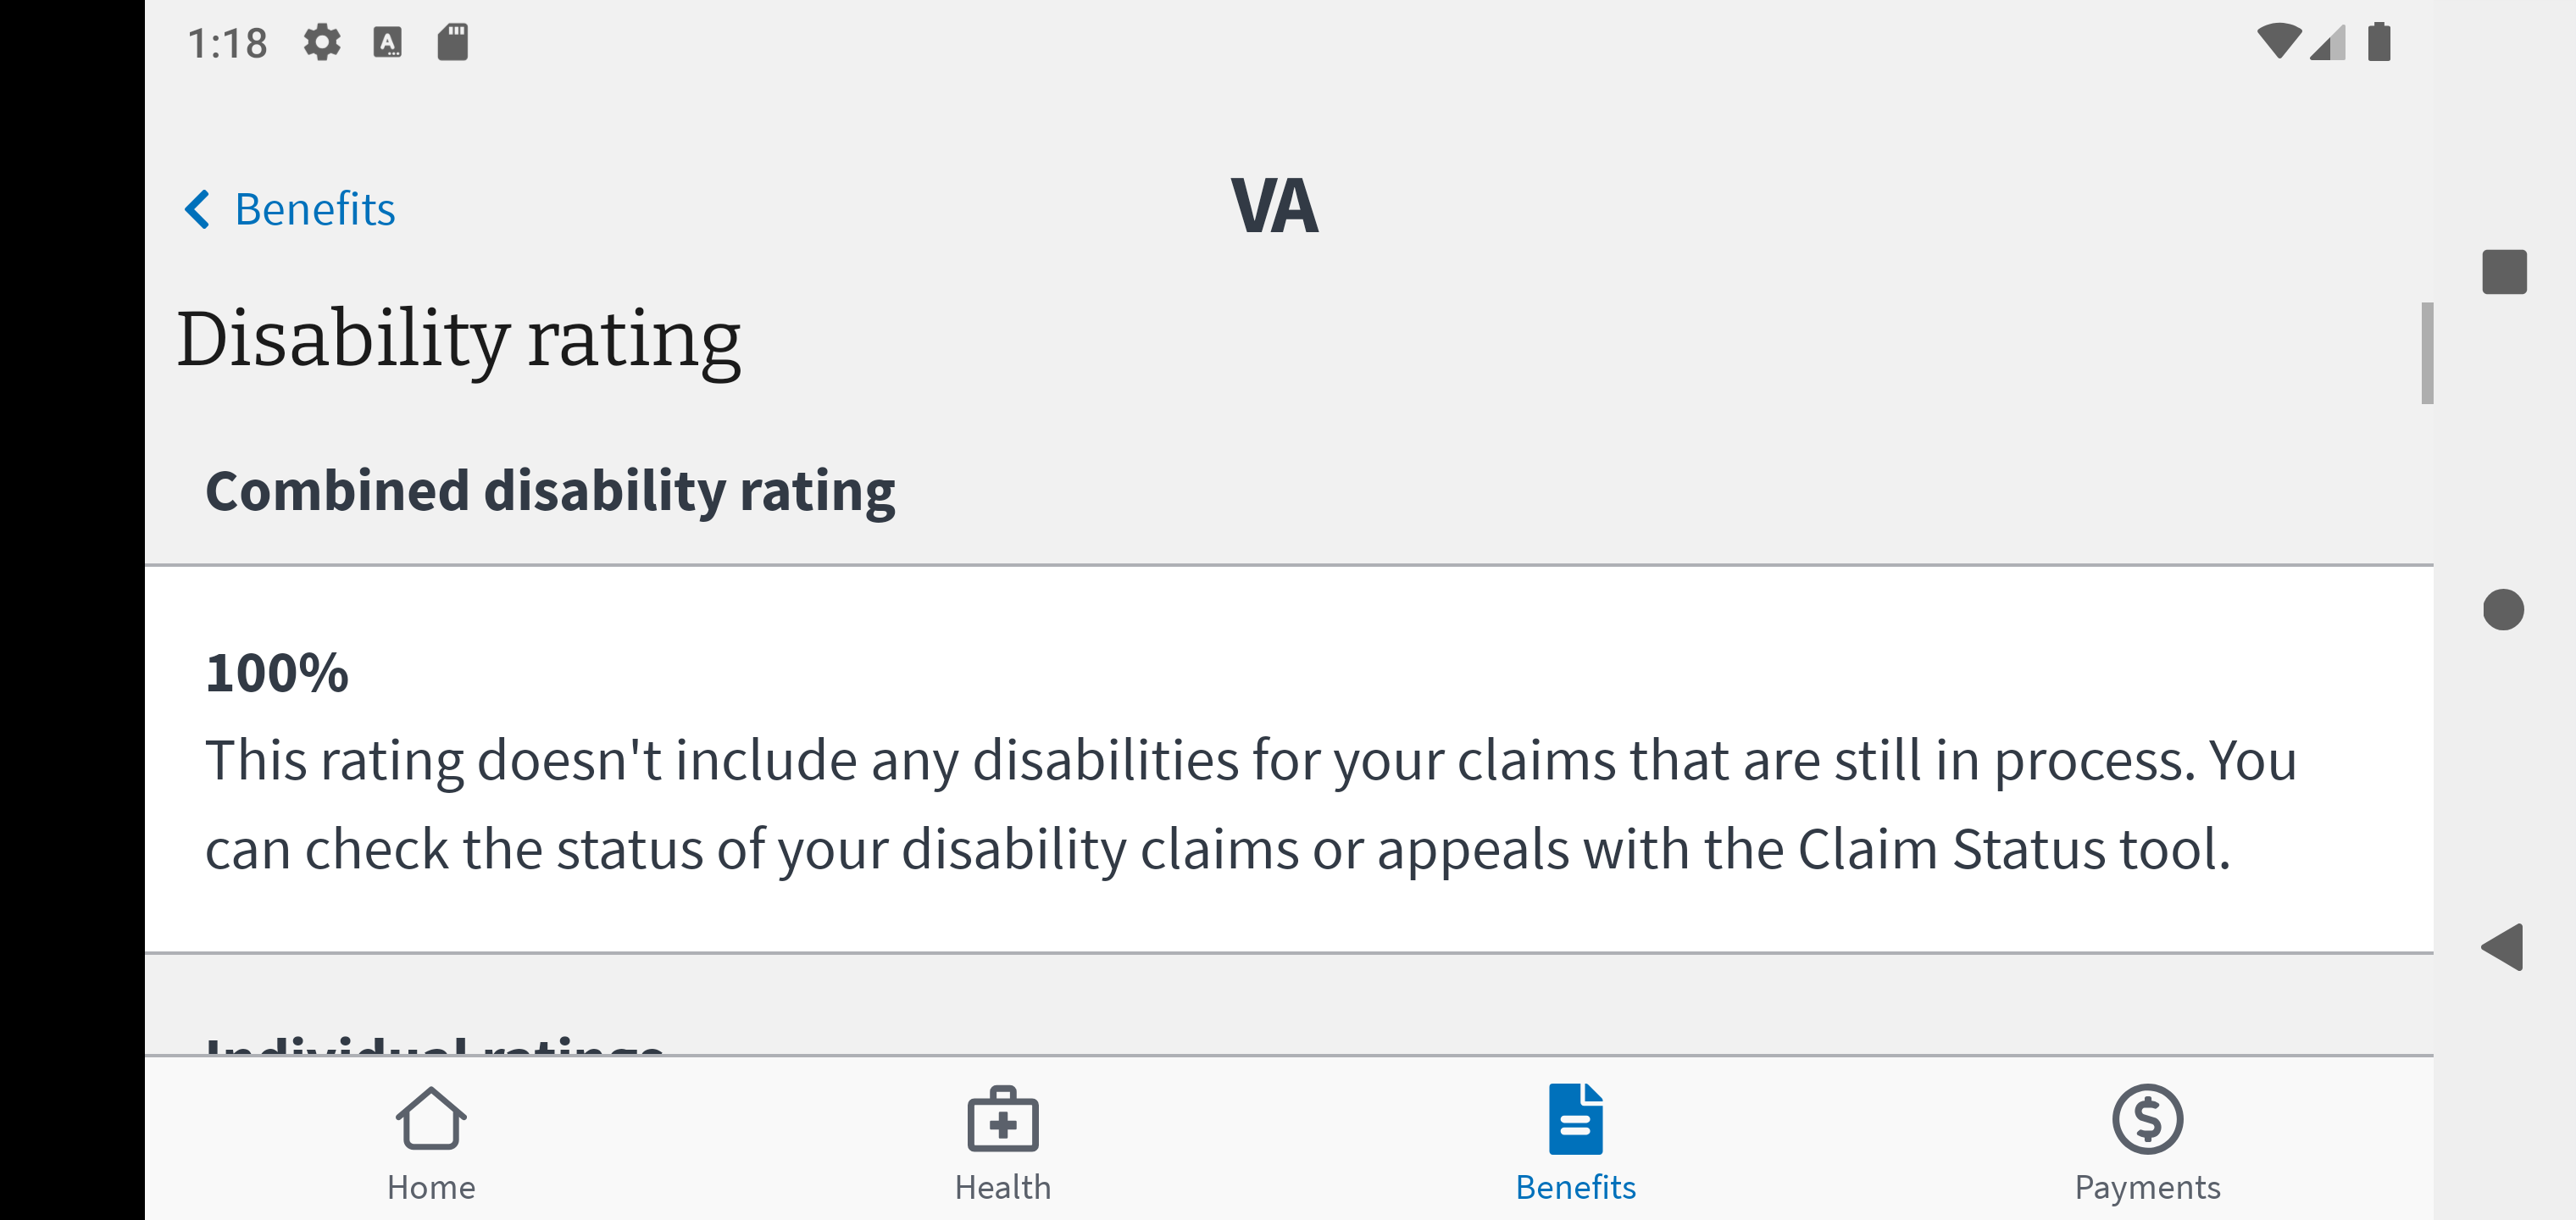 1:18
Benefits
VA
Disability rating
Combined disability rating
100%
This rating doesn't include any disabilities for your claims that are still in process. You
can check the status of your disability claims or appeals with the Claim Status tool.
Individual ratings
Home
Health
Benefits
Payments